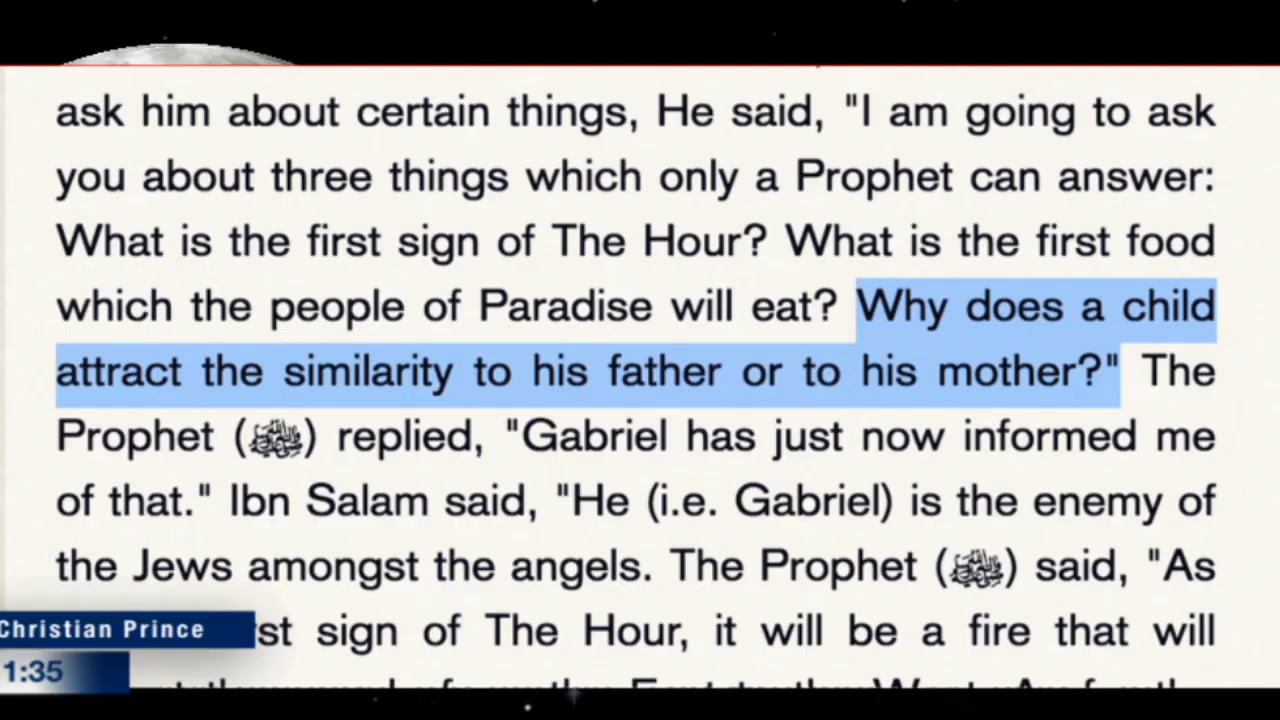 ask him about certain things, He said, "I am going to ask
you about three things which only a Prophet can answer:
What is the first sign of The Hour? What is the first food
which the people of Paradise will eat? Why does a child
attract the similarity to his father or to his mother?" The
Prophet (ﷺ) replied, "Gabriel has just now informed me
of that." Ibn Salam said, "He (i.e. Gabriel) is the enemy of
the Jews amongst the angels. The Prophet (ﷺ) said, "As
st sign of The Hour, it will be a fire that will
Christian Prince
1:35